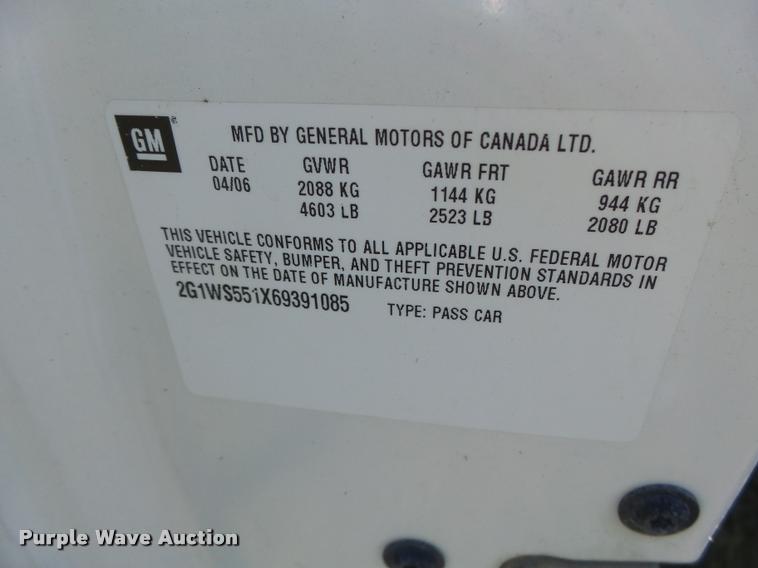 GM
MFD BY GENERAL MOTORS OF CANADA LTD.
DATE GVWR GAWR FRT GAWR RR
04/06 2088 KG 1144 KG 944 KG
4603 LB 2523 LB 2080 LB
THIS VEHICLE CONFORMS TO ALL APPLICABLE U.S. FEDERAL MOTOR
VEHICLE SAFETY, BUMPER, AND THEFT PREVENTION STANDARDS IN
EFFECT ON THE DATE OF MANUFACTURE SHOWN ABOVE.
2G1WS551X69391085 TYPE: PASS CAR
Purple Wave Auction